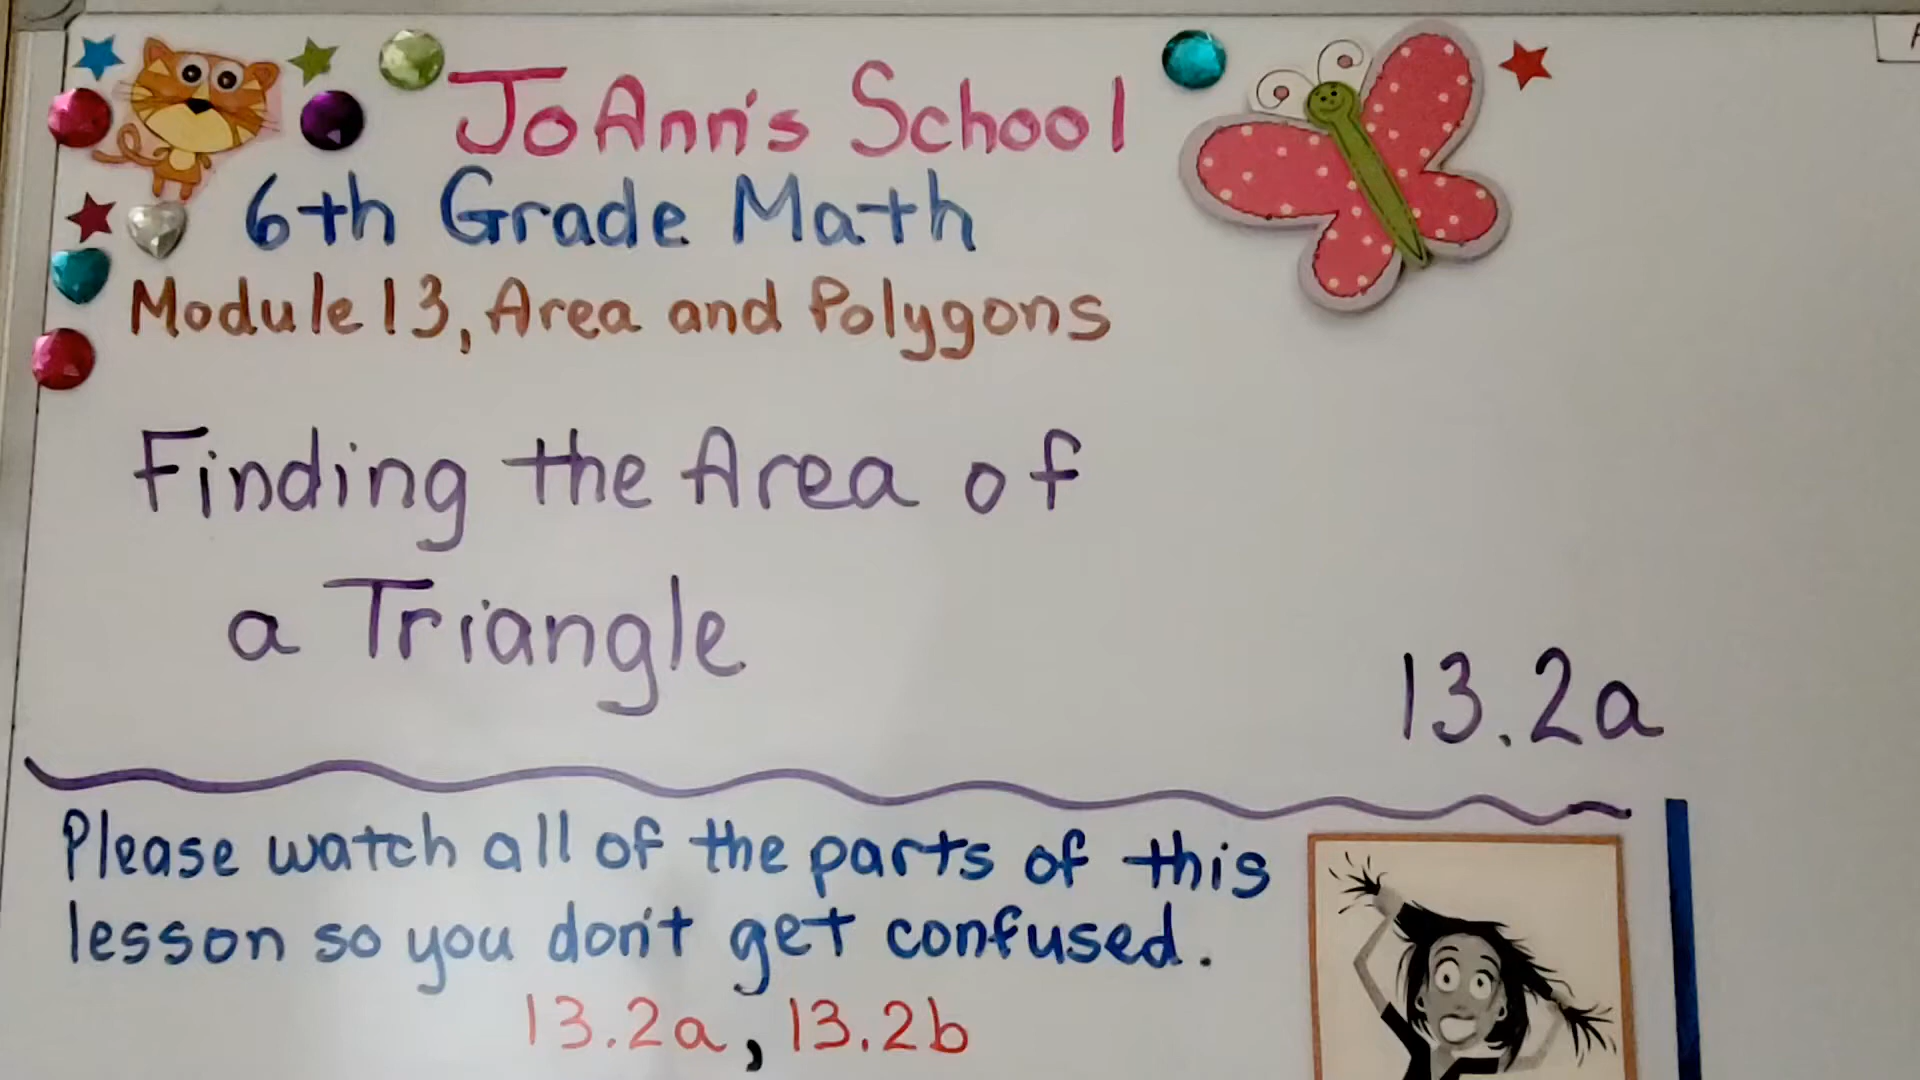 JoAnn's School
6th Grade Math
Module 13, Area and Polygons
Finding the Area of
a Triangle
13.2a
Please watch all of the parts of this
lesson so you don't get confused.
13.2a, 13.2b